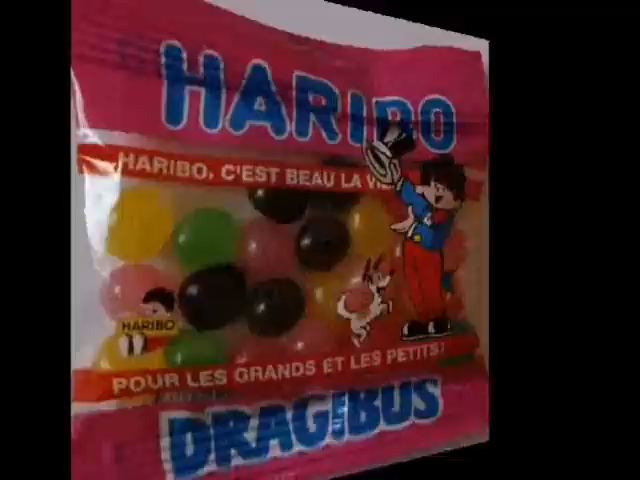 HARIBO
HARIBO, C'EST BEAU LA VIE
HARIBO
POUR LES GRANDS ET LES PETITS!
DRAGIBUS